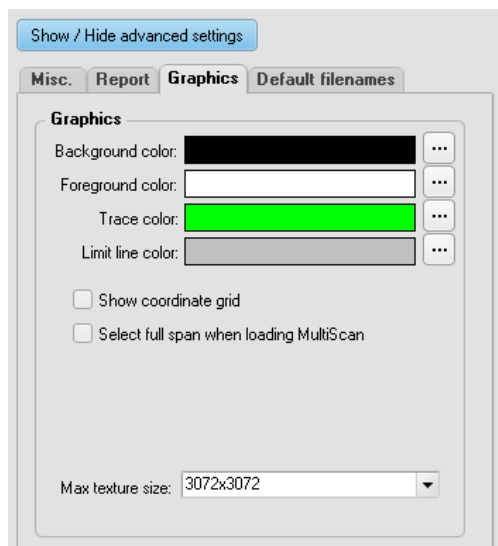 Show / Hide advanced settings
Misc. Report Graphics Default filenames
Graphics
Background color: ...
Foreground color: ...
Trace color: ...
Limit line color: ...
Show coordinate grid
Select full span when loading MultiScan
Max texture size: 3072x3072